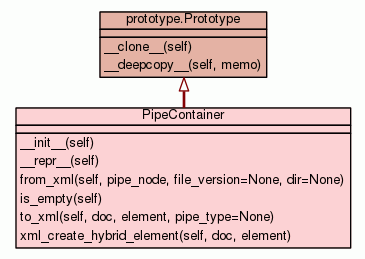 prototype.Prototype
__clone__(self)
__deepcopy__(self, memo)
PipeContainer
__init__(self)
__repr__(self)
from_xml(self, pipe_node, file_version=None, dir=None)
is_empty(self)
to_xml(self, doc, element, pipe_type=None)
xml_create_hybrid_element(self, doc, element)